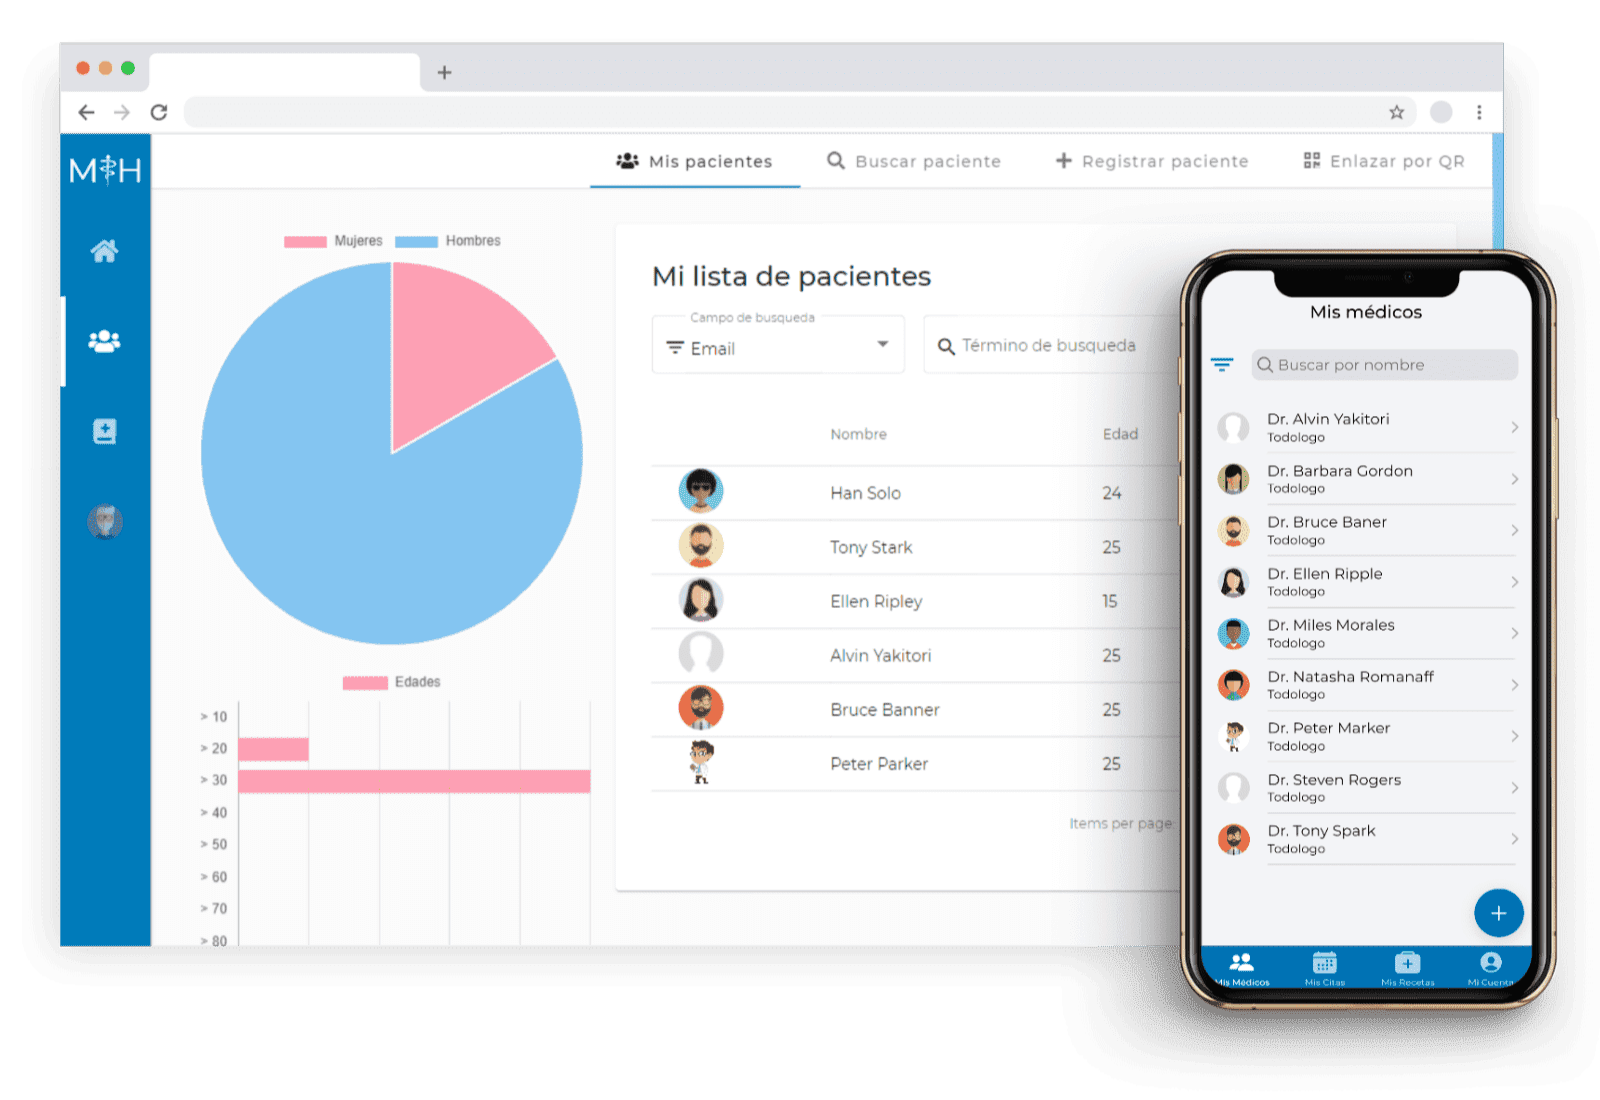 M H
Mis pacientes
Buscar paciente
Registrar paciente
Enlazar por QR
Mujeres Hombres
Edades
> 10
> 20
> 30
> 40
> 50
> 60
> 70
> 80
Mi lista de pacientes
Campo de busqueda
Email
Término de busqueda
Nombre Edad
Han Solo 24
Tony Stark 25
Ellen Ripley 15
Alvin Yakitori 25
Bruce Banner 25
Peter Parker 25
Items per page:
Mis médicos
Buscar por nombre
Dr. Alvin Yakitori
Todologo
Dr. Barbara Gordon
Todologo
Dr. Bruce Baner
Todologo
Dr. Ellen Ripple
Todologo
Dr. Miles Morales
Todologo
Dr. Natasha Romanaff
Todologo
Dr. Peter Marker
Todologo
Dr. Steven Rogers
Todologo
Dr. Tony Spark
Todologo
Mis Médicos
Mis Citas
Mis Recetas
Mi Cuenta